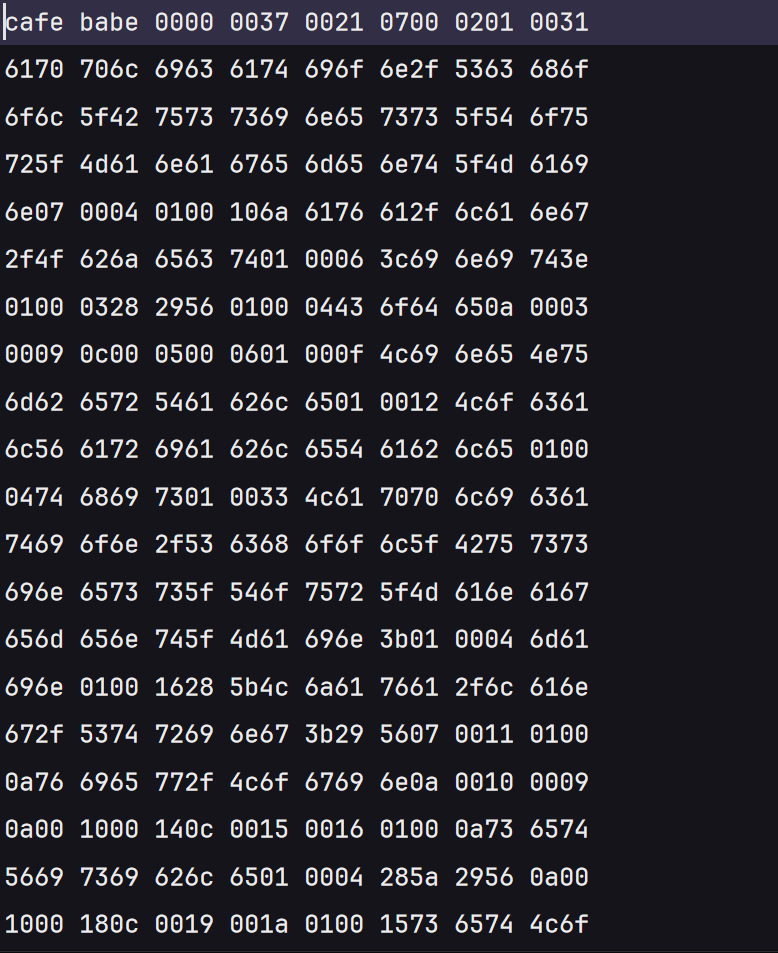 cafe babe 0000 0037 0021 0700 0201 0031
6170 706c 6963 6174 696f 6e2f 5363 686f
6f6c 5f42 7573 7369 6e65 7373 5f54 6f75
725f 4d61 6e61 6765 6d65 6e74 5f4d 6169
6e07 0004 0100 106a 6176 612f 6c61 6e67
2f4f 626a 6563 7401 0006 3c69 6e69 743e
0100 0328 2956 0100 0443 6f64 650a 0003
0009 0c00 0500 0601 000f 4c69 6e65 4e75
6d62 6572 5461 626c 6501 0012 4c6f 6361
6c56 6172 6961 626c 6554 6162 6c65 0100
0474 6869 7301 0033 4c61 7070 6c69 6361
7469 6f6e 2f53 6368 6f6f 6c5f 4275 7373
696e 6573 735f 546f 7572 5f4d 616e 6167
656d 656e 745f 4d61 696e 3b01 0004 6d61
696e 0100 1628 5b4c 6a61 7661 2f6c 616e
672f 5374 7269 6e67 3b29 5607 0011 0100
0a76 6965 772f 4c6f 6769 6e0a 0010 0009
0a00 1000 140c 0015 0016 0100 0a73 6574
5669 7369 626c 6501 0004 285a 2956 0a00
1000 180c 0019 001a 0100 1573 6574 4c6f